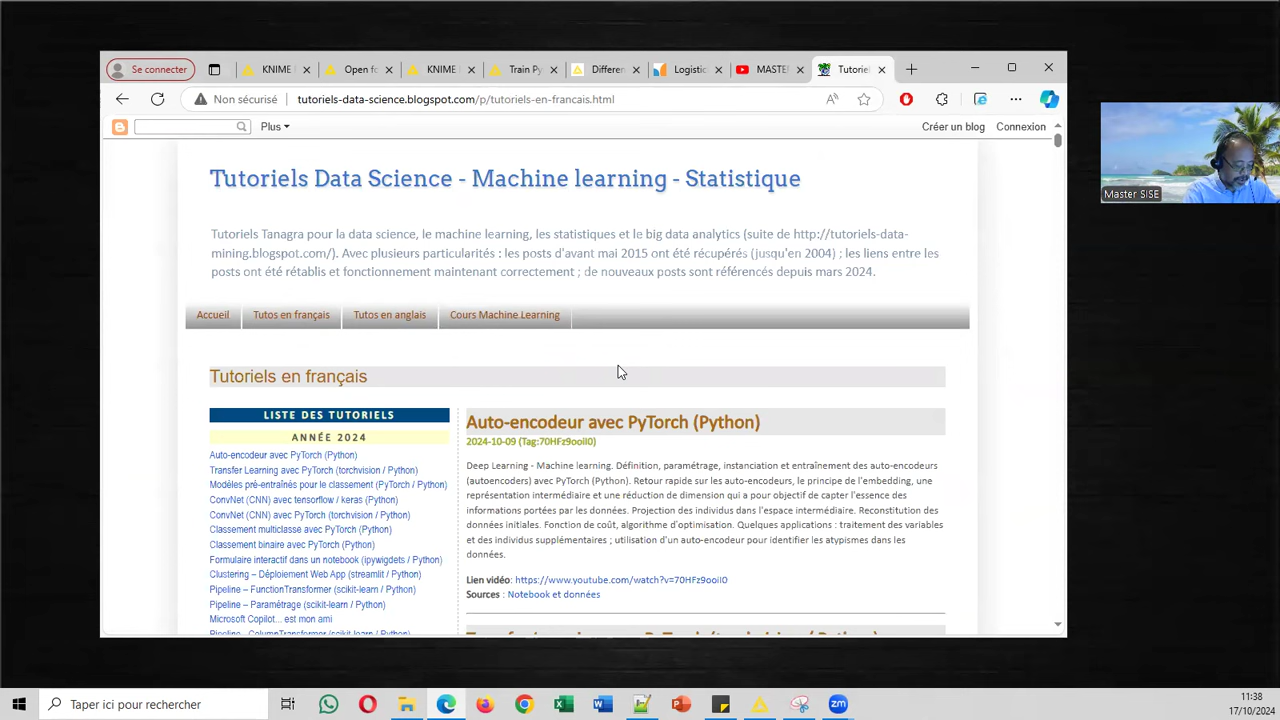 Se connecter
KNIME
Open fo
KNIME
Train Py
Differen
Logistic
MASTE
Tutoriel
Non sécurisé
tutoriels-data-science.blogspot.com/p/tutoriels-en-francais.html
Plus
Créer un blog
Connexion
Tutoriels Data Science - Machine learning - Statistique
Tutoriels Tanagra pour la data science, le machine learning, les statistiques et le big data analytics (suite de http://tutoriels-data-
mining.blogspot.com/). Avec plusieurs particularités : les posts d'avant mai 2015 ont été récupérés (jusqu'en 2004) ; les liens entre les
posts ont été rétablis et fonctionnement maintenant correctement ; de nouveaux posts sont référencés depuis mars 2024.
Accueil
Tutos en français
Tutos en anglais
Cours Machine Learning
Tutoriels en français
LISTE DES TUTORIELS
ANNÉE 2024
Auto-encodeur avec PyTorch (Python)
Transfer Learning avec PyTorch (torchvision / Python)
Modèles pré-entraînés pour le classement (PyTorch / Python)
ConvNet (CNN) avec tensorflow / keras (Python)
ConvNet (CNN) avec PyTorch (torchvision / Python)
Classement multiclasse avec PyTorch (Python)
Classement binaire avec PyTorch (Python)
Formulaire interactif dans un notebook (ipywigdets / Python)
Clustering – Déploiement Web App (streamlit / Python)
Pipeline – FunctionTransformer (scikit-learn / Python)
Pipeline – Paramétrage (scikit-learn / Python)
Microsoft Copilot... est mon ami
Pipeline - ColumnTransformer (scikit-learn / Python)
Auto-encodeur avec PyTorch (Python)
2024-10-09 (Tag:70HFz9ooiI0)
Deep Learning - Machine learning. Définition, paramétrage, instanciation et entraînement des auto-encodeurs
(autoencoders) avec PyTorch (Python). Retour rapide sur les auto-encodeurs, le principe de l'embedding, une
représentation intermédiaire et une réduction de dimension qui a pour objectif de capter l'essence des
informations portées par les données. Projection des individus dans l'espace intermédiaire. Reconstitution des
données initiales. Fonction de coût, algorithme d'optimisation. Quelques applications : traitement des variables
et des individus supplémentaires ; utilisation d'un auto-encodeur pour identifier les atypismes dans les
données.
Lien vidéo: https://www.youtube.com/watch?v=70HFz9ooiI0
Sources : Notebook et données
Master SISE
Taper ici pour rechercher
zm
11:38
17/10/2024